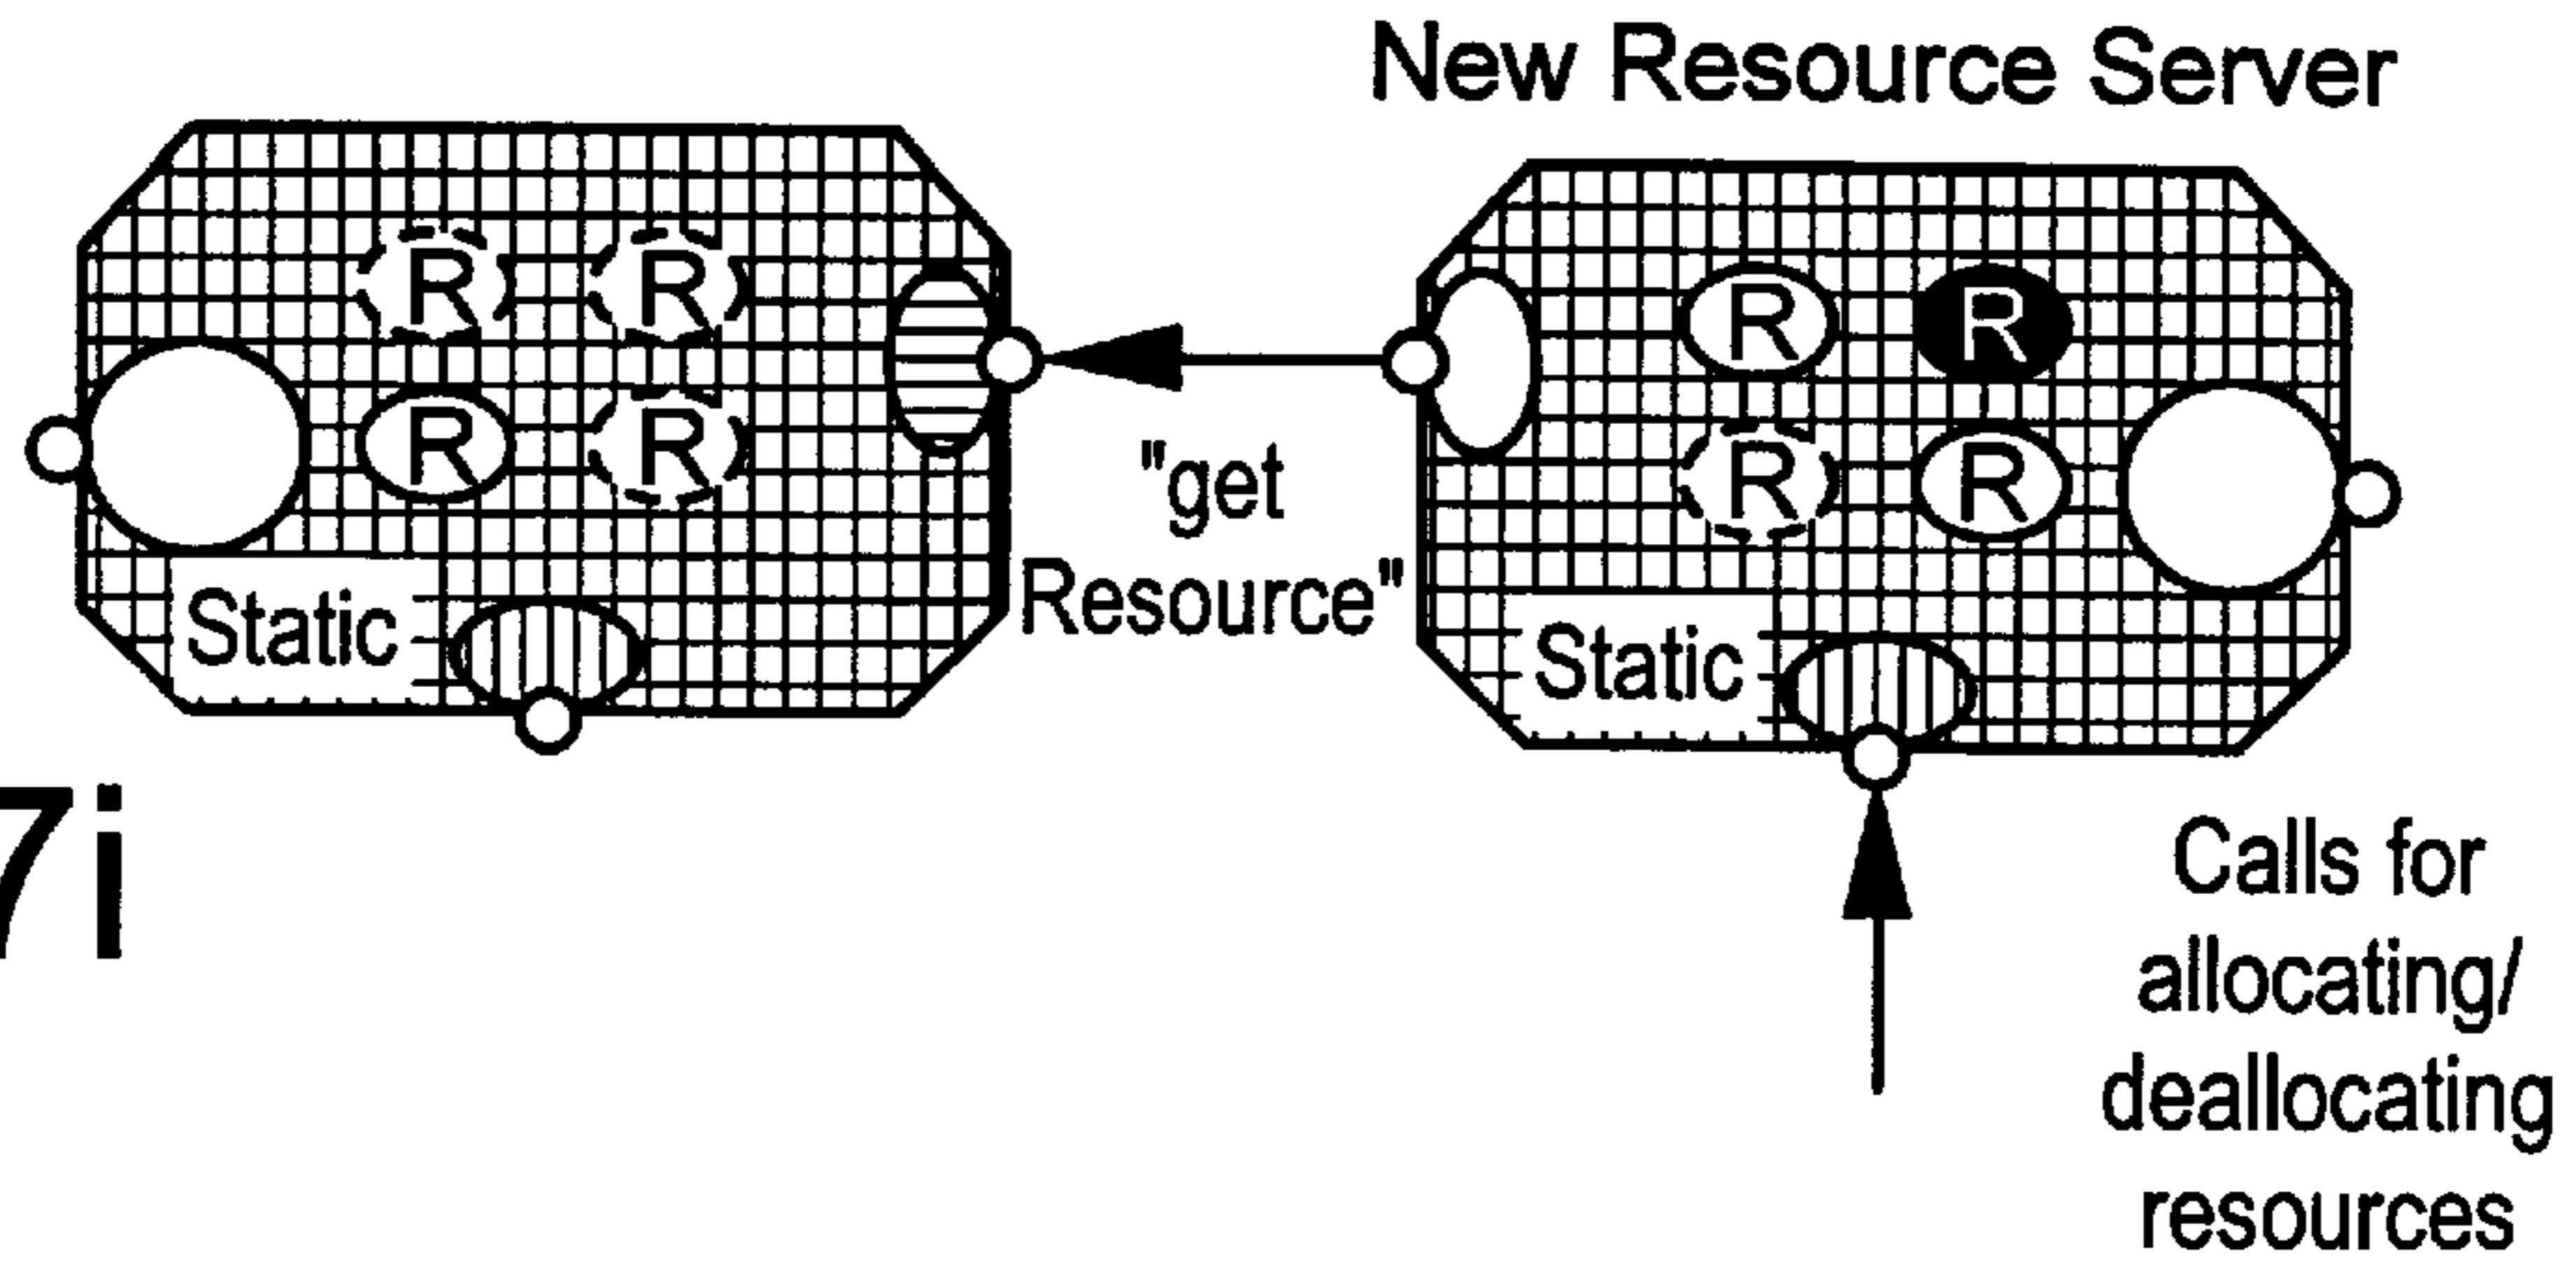 New Resource Server
R R
R R
Static
"get
Resource"
R R
R R
Static
7i
Calls for
allocating/
deallocating
resources